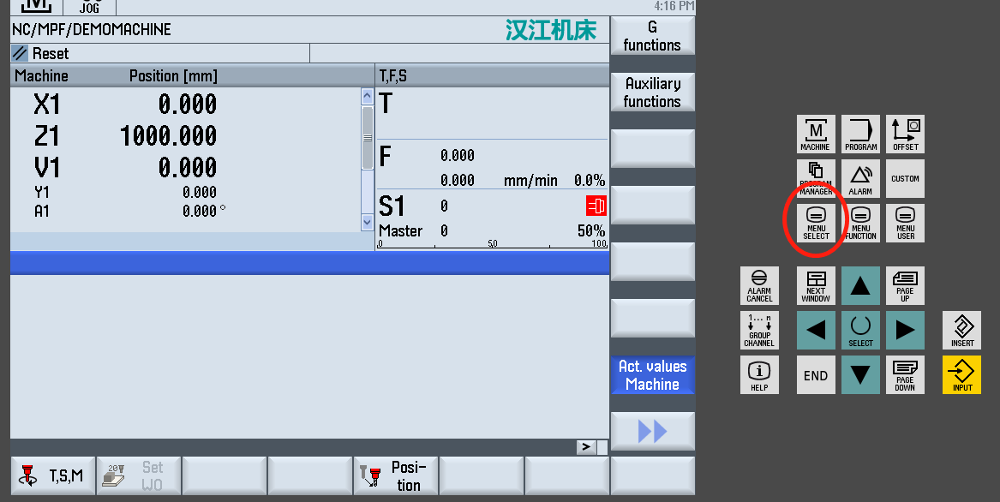 M
JOG
4:16 PM
NC/MPF/DEMOMACHINE
汉江机床
G
functions
Reset
Machine
Position [mm]
T,F,S
Auxiliary
functions
X1
0.000
T
Z1
1000.000
V1
0.000
F
0.000
Y1
0.000
0.000
mm/min
0.0%
A1
0.000 °
S1
0
Master
0
50%
0
50
100
Act. values
Machine
>
T,S,M
Set
WO
Posi-
tion
M
MACHINE
PROGRAM
OFFSET
PROGRAM
MANAGER
ALARM
CUSTOM
MENU
SELECT
MENU
FUNCTION
MENU
USER
ALARM
CANCEL
NEXT
WINDOW
PAGE
UP
1... n
GROUP
CHANNEL
SELECT
INSERT
i
HELP
END
PAGE
DOWN
INPUT